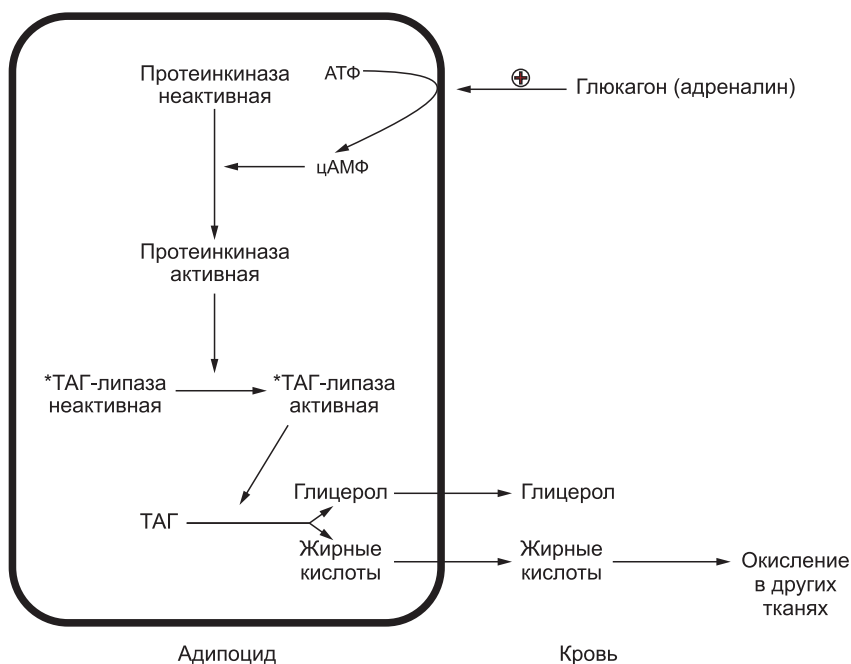 Протеинкиназа
неактивная
АТФ
Глюкагон (адреналин)
цАМФ
Протеинкиназа
активная
*ТАГ-липаза
неактивная
*ТАГ-липаза
активная
Глицерол
Глицерол
ТАГ
Жирные
кислоты
Жирные
кислоты
Окисление
в других
тканях
Адипоцид
Кровь